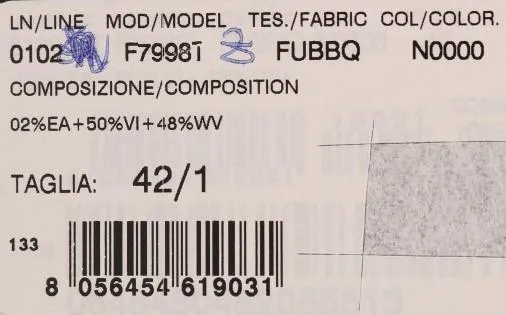 LN/LINE MOD/MODEL TES./FABRIC COL/COLOR.
0102 F7998T FUBBQ N0000
COMPOSIZIONE/COMPOSITION
02%EA+50%VI+48%WV
TAGLIA: 42/1
133
8 056454 619031